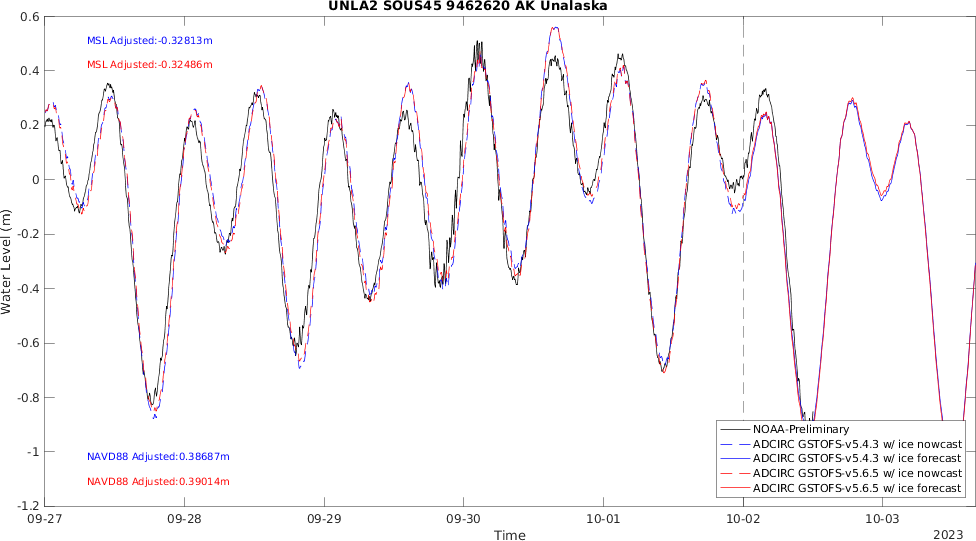 UNLA2 SOUS45 9462620 AK Unalaska
MSL Adjusted:-0.32813m
MSL Adjusted:-0.32486m
NAVD88 Adjusted:0.38687m
NAVD88 Adjusted:0.39014m
Water Level (m)
0.6
0.4
0.2
0
-0.2
-0.4
-0.6
-0.8
-1
-1.2
NOAA-Preliminary
ADCIRC GSTOFS-v5.4.3 w/ ice nowcast
ADCIRC GSTOFS-v5.4.3 w/ ice forecast
ADCIRC GSTOFS-v5.6.5 w/ ice nowcast
ADCIRC GSTOFS-v5.6.5 w/ ice forecast
09-27 09-28 09-29 09-30 10-01 10-02 10-03
Time
2023